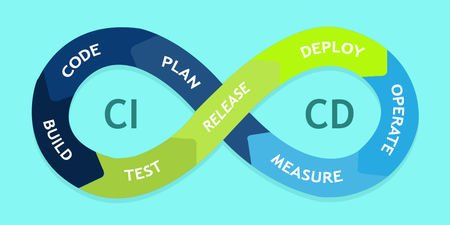 CODE
PLAN
BUILD
TEST
RELEASE
DEPLOY
OPERATE
MEASURE
CI
CD